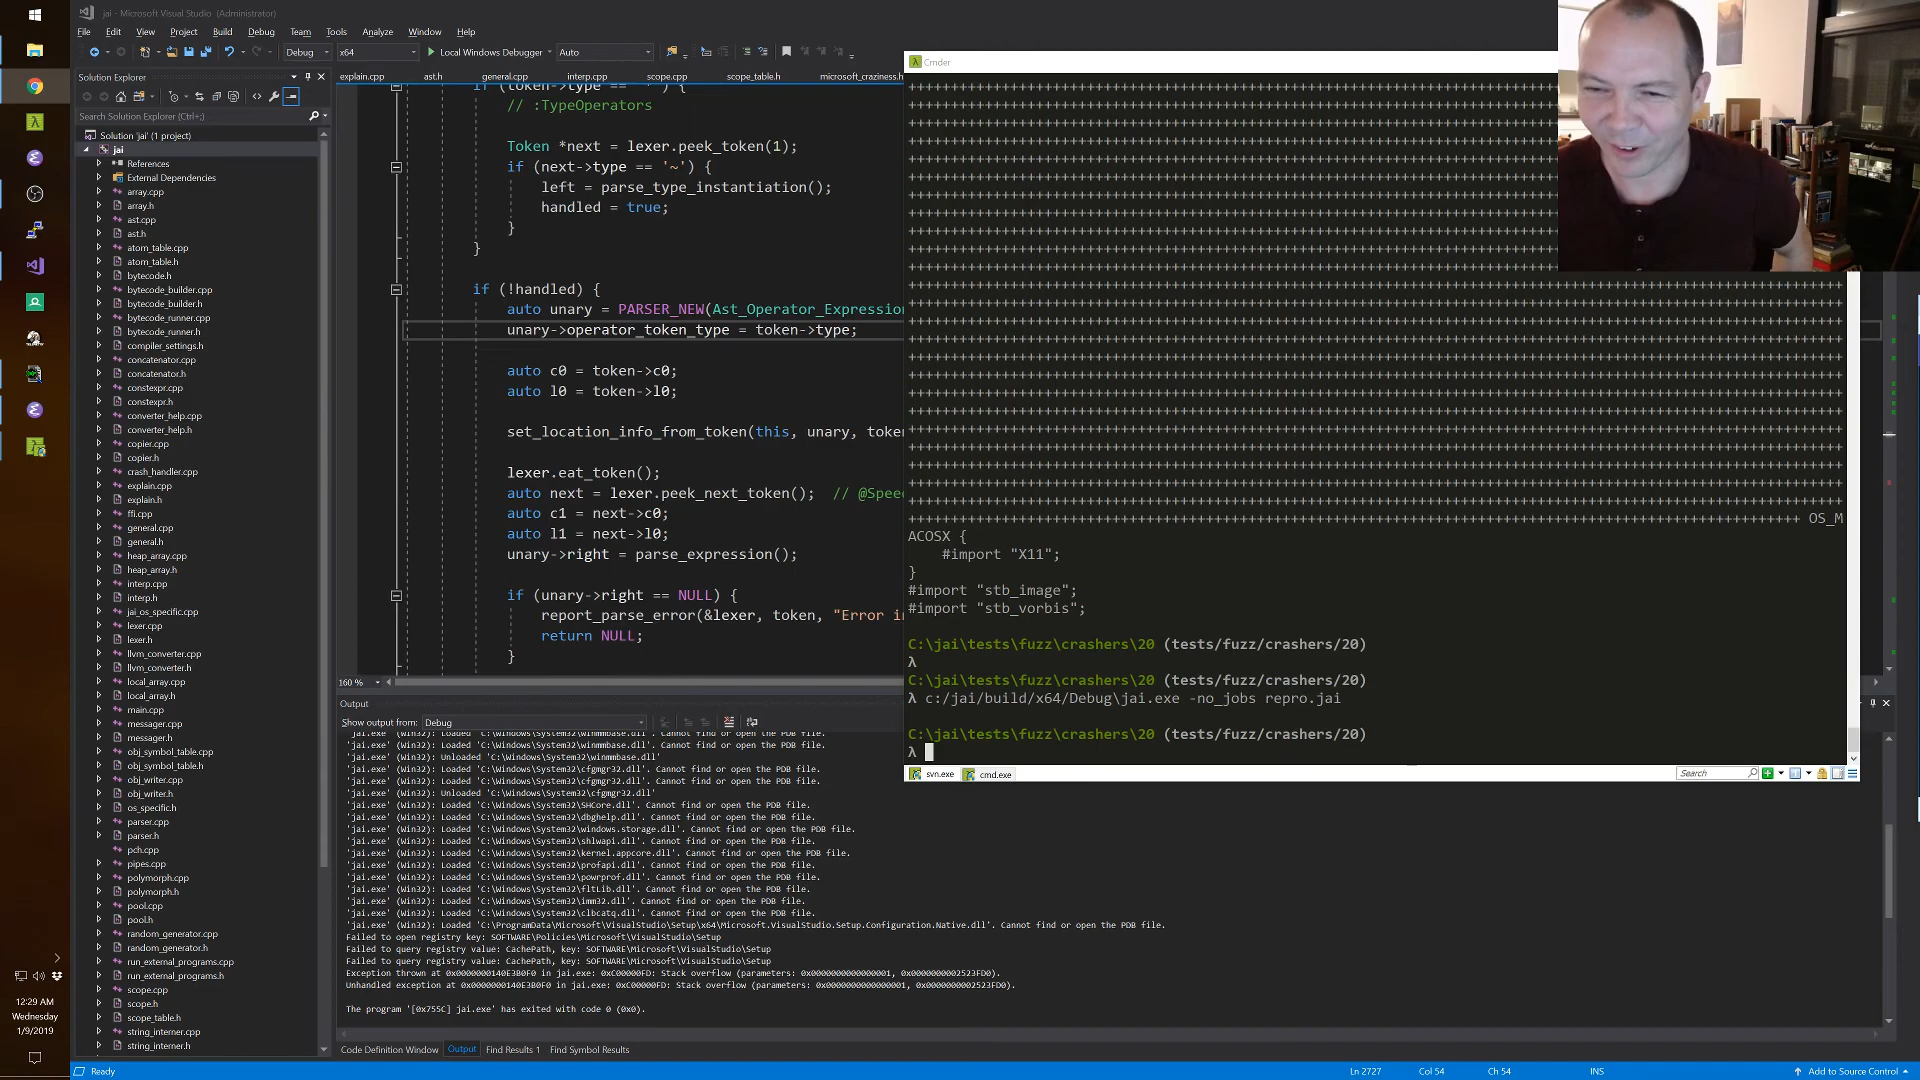 jai - Microsoft Visual Studio (Administrator)
File Edit View Project Build Debug Team Tools Analyze Window Help
Debug x64 Local Windows Debugger Auto
Solution Explorer
Search Solution Explorer (Ctrl+;)
Solution 'jai' (1 project)
jai
References
External Dependencies
array.cpp
array.h
ast.cpp
ast.h
atom_table.cpp
atom_table.h
bytecode.h
bytecode_builder.cpp
bytecode_builder.h
bytecode_runner.cpp
bytecode_runner.h
compiler_settings.h
concatenator.cpp
concatenator.h
constexpr.cpp
constexpr.h
converter_help.cpp
converter_help.h
copier.cpp
copier.h
crash_handler.cpp
explain.cpp
explain.h
ffi.cpp
general.cpp
general.h
heap_array.cpp
heap_array.h
interp.cpp
interp.h
jai_os_specific.cpp
lexer.cpp
lexer.h
llvm_converter.cpp
llvm_converter.h
local_array.cpp
local_array.h
main.cpp
messager.cpp
messager.h
obj_symbol_table.cpp
obj_symbol_table.h
obj_writer.cpp
obj_writer.h
os_specific.h
parser.cpp
parser.h
pch.cpp
pipes.cpp
polymorph.cpp
polymorph.h
pool.cpp
pool.h
random_generator.cpp
random_generator.h
run_external_programs.cpp
run_external_programs.h
scope.cpp
scope.h
scope_table.h
string_interner.cpp
string_interner.h
explain.cpp ast.h general.cpp interp.cpp scope.cpp scope_table.h microsoft_craziness.h
// :TypeOperators
Token *next = lexer.peek_token(1);
if (next->type == '~') {
left = parse_type_instantiation();
handled = true;
}
}
if (!handled) {
auto unary = PARSER_NEW(Ast_Operator_Expressio
unary->operator_token_type = token->type;
auto c0 = token->c0;
auto l0 = token->l0;
set_location_info_from_token(this, unary, toke
lexer.eat_token();
auto next = lexer.peek_next_token(); // @Spee
auto c1 = next->c0;
auto l1 = next->l0;
unary->right = parse_expression();
if (unary->right == NULL) {
report_parse_error(&lexer, token, "Error i
return NULL;
}
160 %
Output
Show output from: Debug
'jai.exe' (Win32): Loaded 'C:\Windows\System32\winmmbase.dll'. Cannot find or open the PDB file.
'jai.exe' (Win32): Loaded 'C:\Windows\System32\winmmbase.dll'. Cannot find or open the PDB file.
'jai.exe' (Win32): Unloaded 'C:\Windows\System32\winmmbase.dll'
'jai.exe' (Win32): Loaded 'C:\Windows\System32\cfgmgr32.dll'. Cannot find or open the PDB file.
'jai.exe' (Win32): Loaded 'C:\Windows\System32\cfgmgr32.dll'. Cannot find or open the PDB file.
'jai.exe' (Win32): Unloaded 'C:\Windows\System32\cfgmgr32.dll'
'jai.exe' (Win32): Loaded 'C:\Windows\System32\SHCore.dll'. Cannot find or open the PDB file.
'jai.exe' (Win32): Loaded 'C:\Windows\System32\dbghelp.dll'. Cannot find or open the PDB file.
'jai.exe' (Win32): Loaded 'C:\Windows\System32\windows.storage.dll'. Cannot find or open the PDB file.
'jai.exe' (Win32): Loaded 'C:\Windows\System32\shlwapi.dll'. Cannot find or open the PDB file.
'jai.exe' (Win32): Loaded 'C:\Windows\System32\kernel.appcore.dll'. Cannot find or open the PDB file.
'jai.exe' (Win32): Loaded 'C:\Windows\System32\profapi.dll'. Cannot find or open the PDB file.
'jai.exe' (Win32): Loaded 'C:\Windows\System32\powrprof.dll'. Cannot find or open the PDB file.
'jai.exe' (Win32): Loaded 'C:\Windows\System32\fltLib.dll'. Cannot find or open the PDB file.
'jai.exe' (Win32): Loaded 'C:\Windows\System32\imm32.dll'. Cannot find or open the PDB file.
'jai.exe' (Win32): Loaded 'C:\Windows\System32\clbcatq.dll'. Cannot find or open the PDB file.
'jai.exe' (Win32): Loaded 'C:\ProgramData\Microsoft\VisualStudio\Setup\x64\Microsoft.VisualStudio.Setup.Configuration.Native.dll'. Cannot find or open the PDB file.
Failed to open registry key: SOFTWARE\Policies\Microsoft\VisualStudio\Setup
Failed to query registry value: CachePath, key: SOFTWARE\Microsoft\VisualStudio\Setup
Failed to query registry value: CachePath, key: SOFTWARE\Microsoft\VisualStudio\Setup
Exception thrown at 0x0000000140E3B0F0 in jai.exe: 0xC00000FD: Stack overflow (parameters: 0x0000000000000001, 0x0000000002523FD0).
Unhandled exception at 0x0000000140E3B0F0 in jai.exe: 0xC00000FD: Stack overflow (parameters: 0x0000000000000001, 0x0000000002523FD0).
The program '[0x755C] jai.exe' has exited with code 0 (0x0).
Code Definition Window Output Find Results 1 Find Symbol Results
Cmder
OS_M
ACOSX {
#import "X11";
}
#import "stb_image";
#import "stb_vorbis";
C:\jai\tests\fuzz\crashers\20 (tests/fuzz/crashers/20)
λ
C:\jai\tests\fuzz\crashers\20 (tests/fuzz/crashers/20)
λ c:/jai/build/x64/Debug\jai.exe -no_jobs repro.jai
C:\jai\tests\fuzz\crashers\20 (tests/fuzz/crashers/20)
λ
svn.exe cmd.exe Search
12:29 AM
Wednesday
1/9/2019
Ready Ln 2727 Col 54 Ch 54 INS Add to Source Control